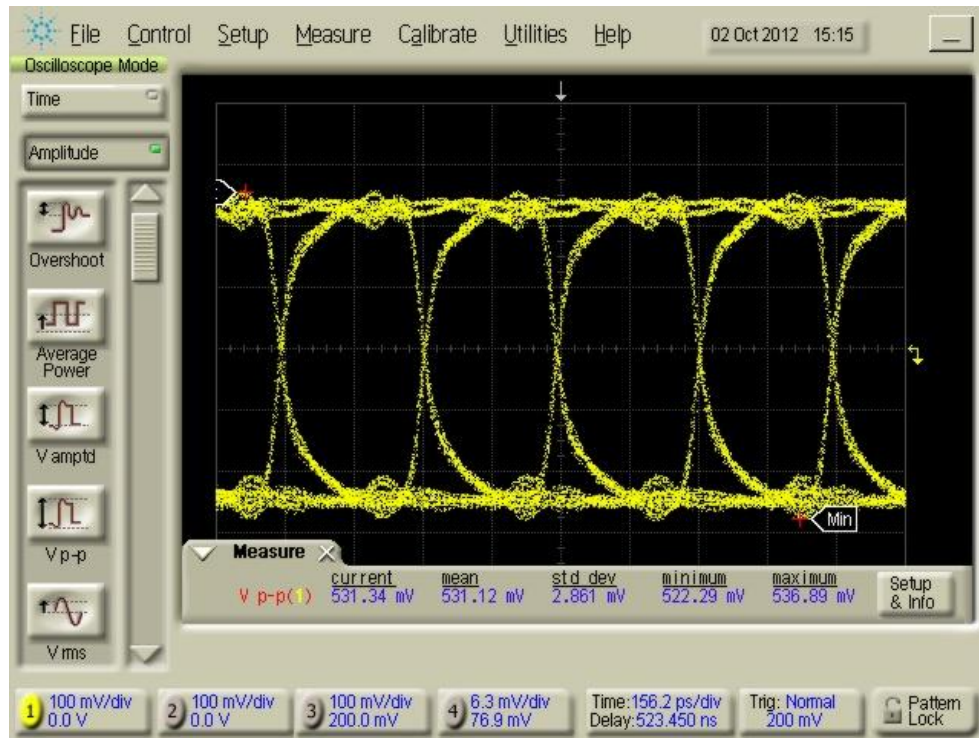 File Control Setup Measure Calibrate Utilities Help 02 Oct 2012 15:15
Oscilloscope Mode
Time
Amplitude
Overshoot
Average
Power
V amptd
V p-p
V rms
Min
Measure
current mean std dev minimum maximum
V p-p(1) 531.34 mV 531.12 mV 2.861 mV 522.29 mV 536.89 mV
Setup
& Info
1 100 mV/div
0.0 V
2 100 mV/div
0.0 V
3 100 mV/div
200.0 mV
4 6.3 mV/div
76.9 mV
Time:156.2 ps/div
Delay:523.450 ns
Trig: Normal
200 mV
Pattern
Lock